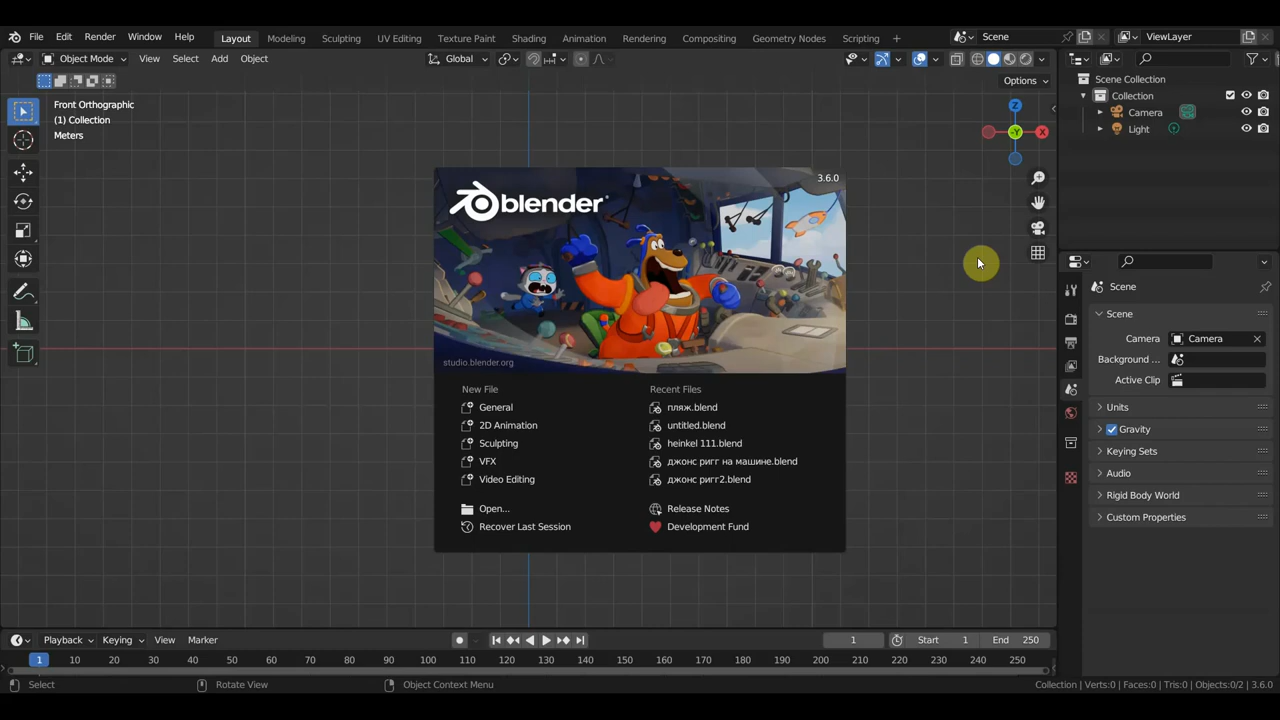 File Edit Render Window Help Layout Modeling Sculpting UV Editing Texture Paint Shading Animation Rendering Compositing Geometry Nodes Scripting + Scene ViewLayer
Object Mode View Select Add Object Global
Options
Front Orthographic
(1) Collection
Meters
Z
-Y
X
Scene Collection
Collection
Camera
Light
3.6.0
blender
studio.blender.org
New File
General
2D Animation
Sculpting
VFX
Video Editing
Open...
Recover Last Session
Recent Files
пляж.blend
untitled.blend
heinkel 111.blend
джонс ригг на машине.blend
джонс ригг2.blend
Release Notes
Development Fund
Scene
Scene
Camera Camera
Background ...
Active Clip
Units
Gravity
Keying Sets
Audio
Rigid Body World
Custom Properties
Playback Keying View Marker 1 Start 1 End 250
1 10 20 30 40 50 60 70 80 90 100 110 120 130 140 150 160 170 180 190 200 210 220 230 240 250
Select Rotate View Object Context Menu Collection | Verts:0 | Faces:0 | Tris:0 | Objects:0/2 | 3.6.0